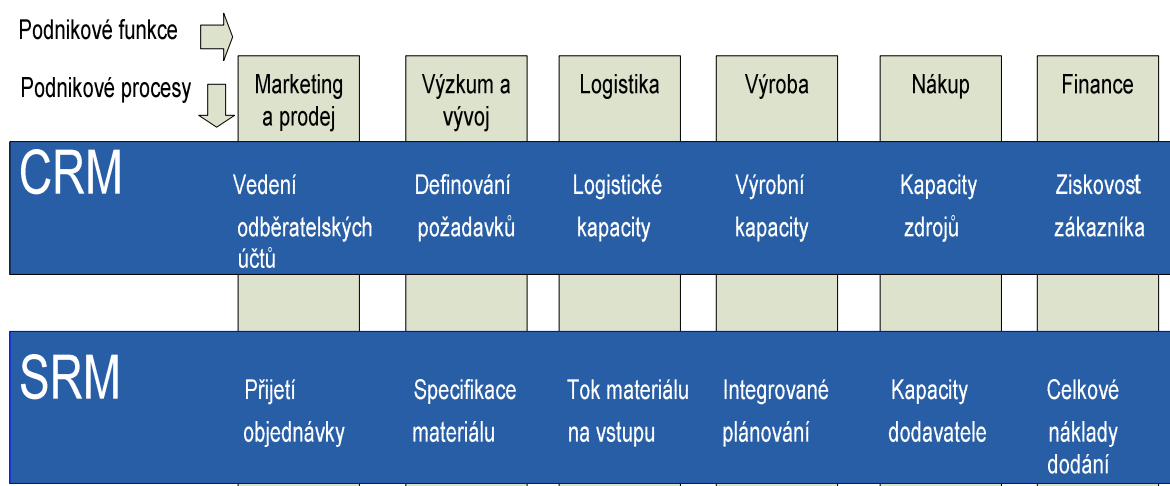 Podnikové funkce
Podnikové procesy
Marketing
a prodej
Výzkum a
vývoj
Logistika
Výroba
Nákup
Finance
CRM
Vedení
odběratelských
účtů
Definování
požadavků
Logistické
kapacity
Výrobní
kapacity
Kapacity
zdrojů
Ziskovost
zákazníka
SRM
Přijetí
objednávky
Specifikace
materiálu
Tok materiálu
na vstupu
Integrované
plánování
Kapacity
dodavatele
Celkové
náklady
dodání